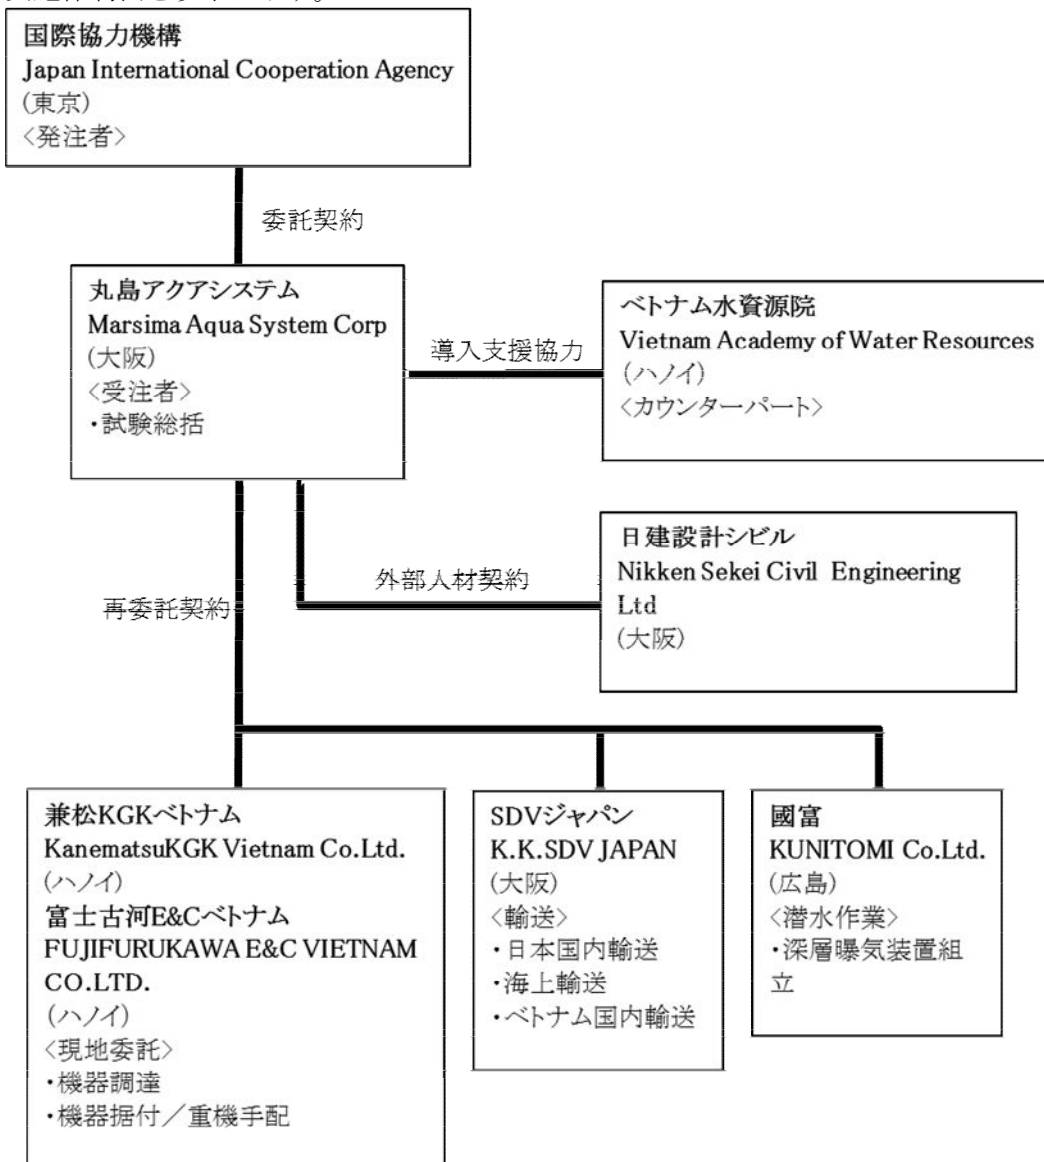 国際協力機構
Japan International Cooperation Agency
(東京)
<発注者>
委託契約
丸島アクアシステム
Marsima Aqua System Corp
(大阪)
<受注者>
・試験総括
導入支援協力
ベトナム水資源院
Vietnam Academy of Water Resources
(ハノイ)
<カウンターパート>
外部人材契約
日建設計シビル
Nikken Sekei Civil Engineering
Ltd
(大阪)
再委託契約
兼松KGKベトナム
KanematsuKGK Vietnam Co.Ltd.
(ハノイ)
富士古河E&Cベトナム
FUJIFURUKAWA E&C VIETNAM
CO.LTD.
(ハノイ)
<現地委託>
・機器調達
・機器据付／重機手配
SDVジャパン
K.K.SDV JAPAN
(大阪)
<輸送>
・日本国内輸送
・海上輸送
・ベトナム国内輸送
國富
KUNITOMI Co.Ltd.
(広島)
<潜水作業>
・深層曝気装置組
立